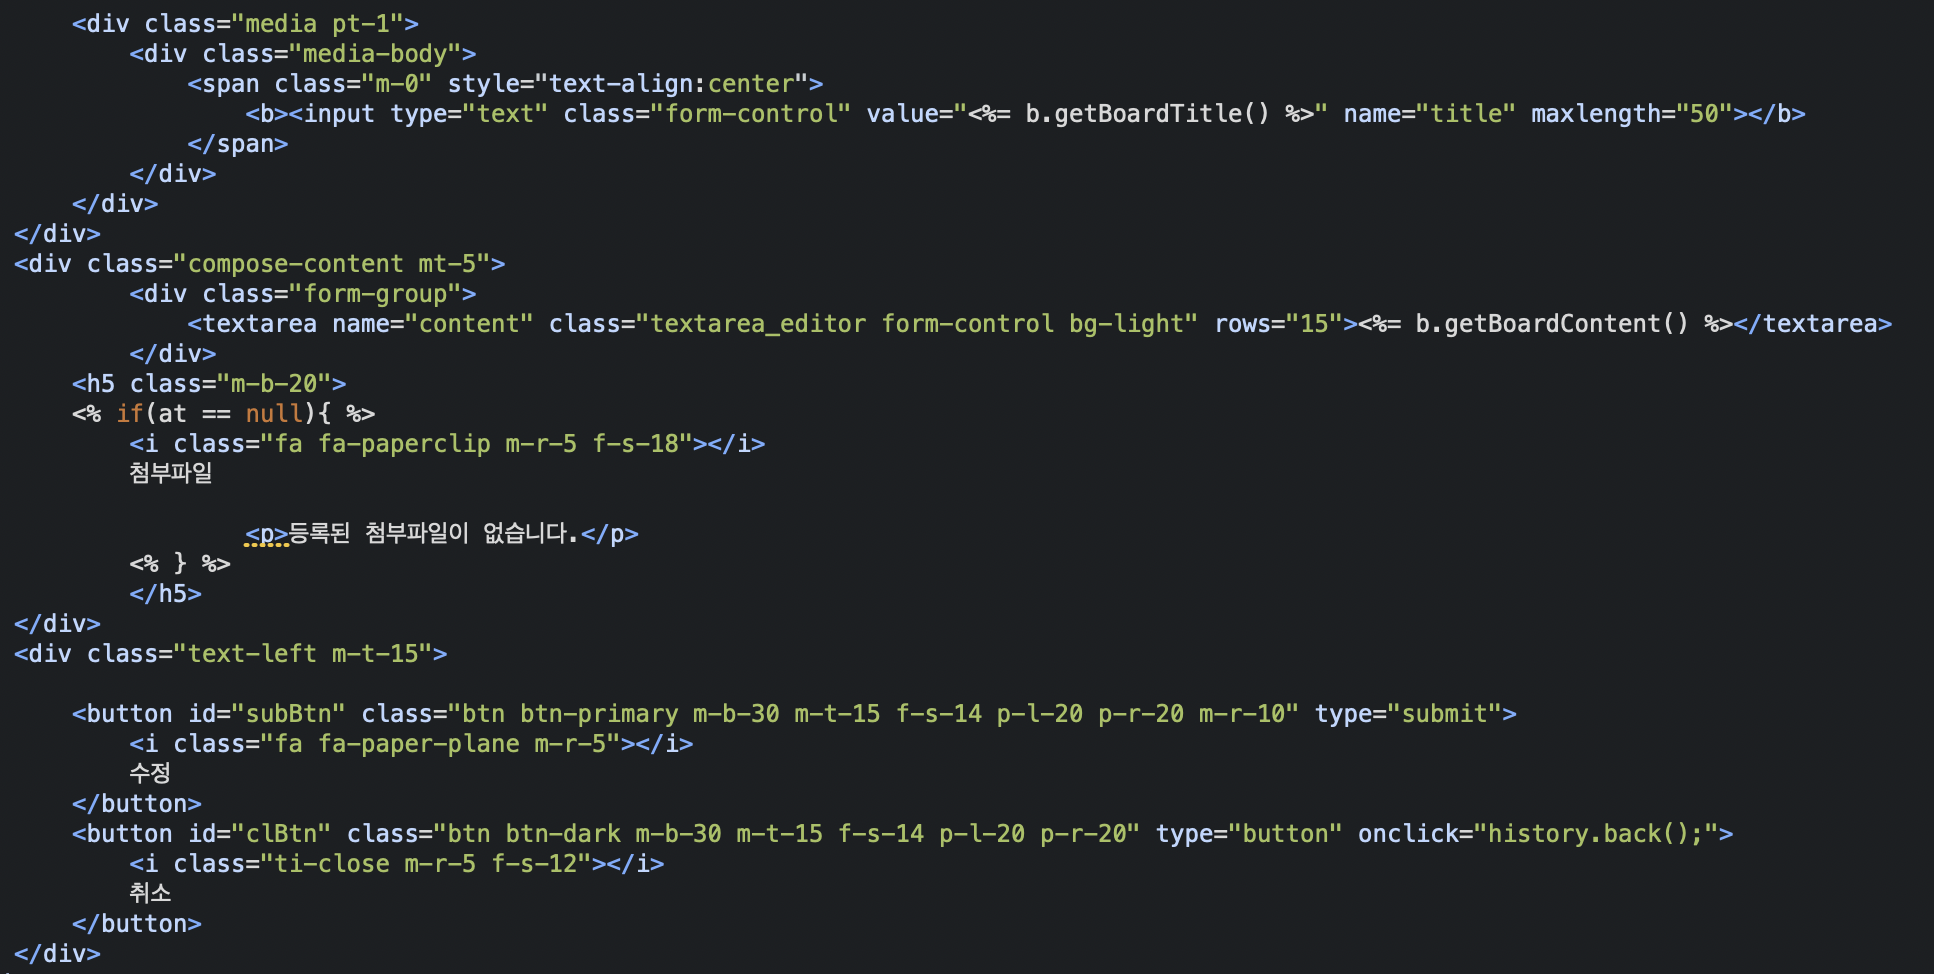 <div class="media pt-1">
<div class="media-body">
<span class="m-0" style="text-align:center">
<b><input type="text" class="form-control" value="<%= b.getBoardTitle() %>" name="title" maxlength="50"></b>
</span>
</div>
</div>
</div>
<div class="compose-content mt-5">
<div class="form-group">
<textarea name="content" class="textarea_editor form-control bg-light" rows="15"><%= b.getBoardContent() %></textarea>
</div>
<h5 class="m-b-20">
<% if(at == null){ %>
<i class="fa fa-paperclip m-r-5 f-s-18"></i>
첨부파일
<p>등록된 첨부파일이 없습니다.</p>
<% } %>
</h5>
</div>
<div class="text-left m-t-15">
<button id="subBtn" class="btn btn-primary m-b-30 m-t-15 f-s-14 p-l-20 p-r-20 m-r-10" type="submit">
<i class="fa fa-paper-plane m-r-5"></i>
수정
</button>
<button id="clBtn" class="btn btn-dark m-b-30 m-t-15 f-s-14 p-l-20 p-r-20" type="button" onclick="history.back();">
<i class="ti-close m-r-5 f-s-12"></i>
취소
</button>
</div>